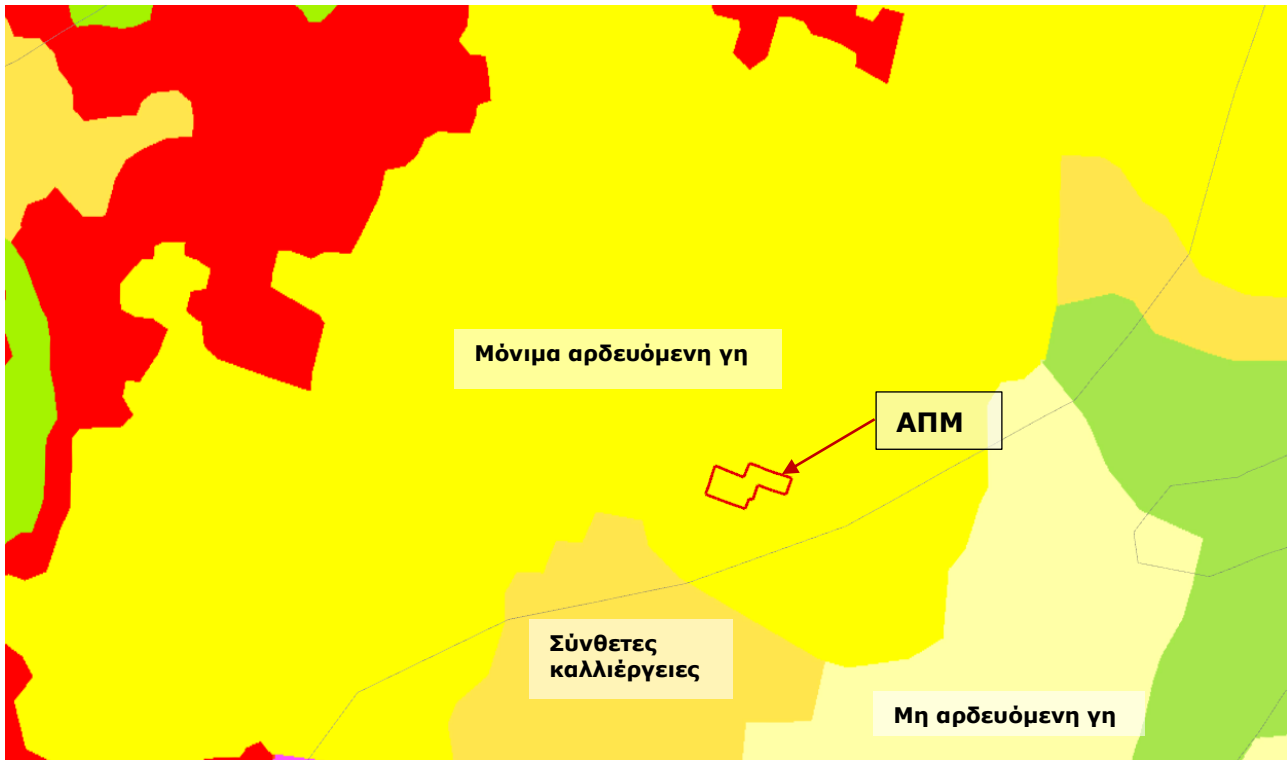 Μόνιμα αρδευόμενη γη
ΑΠΜ
Σύνθετες
καλλιέργειες
Μη αρδευόμενη γη